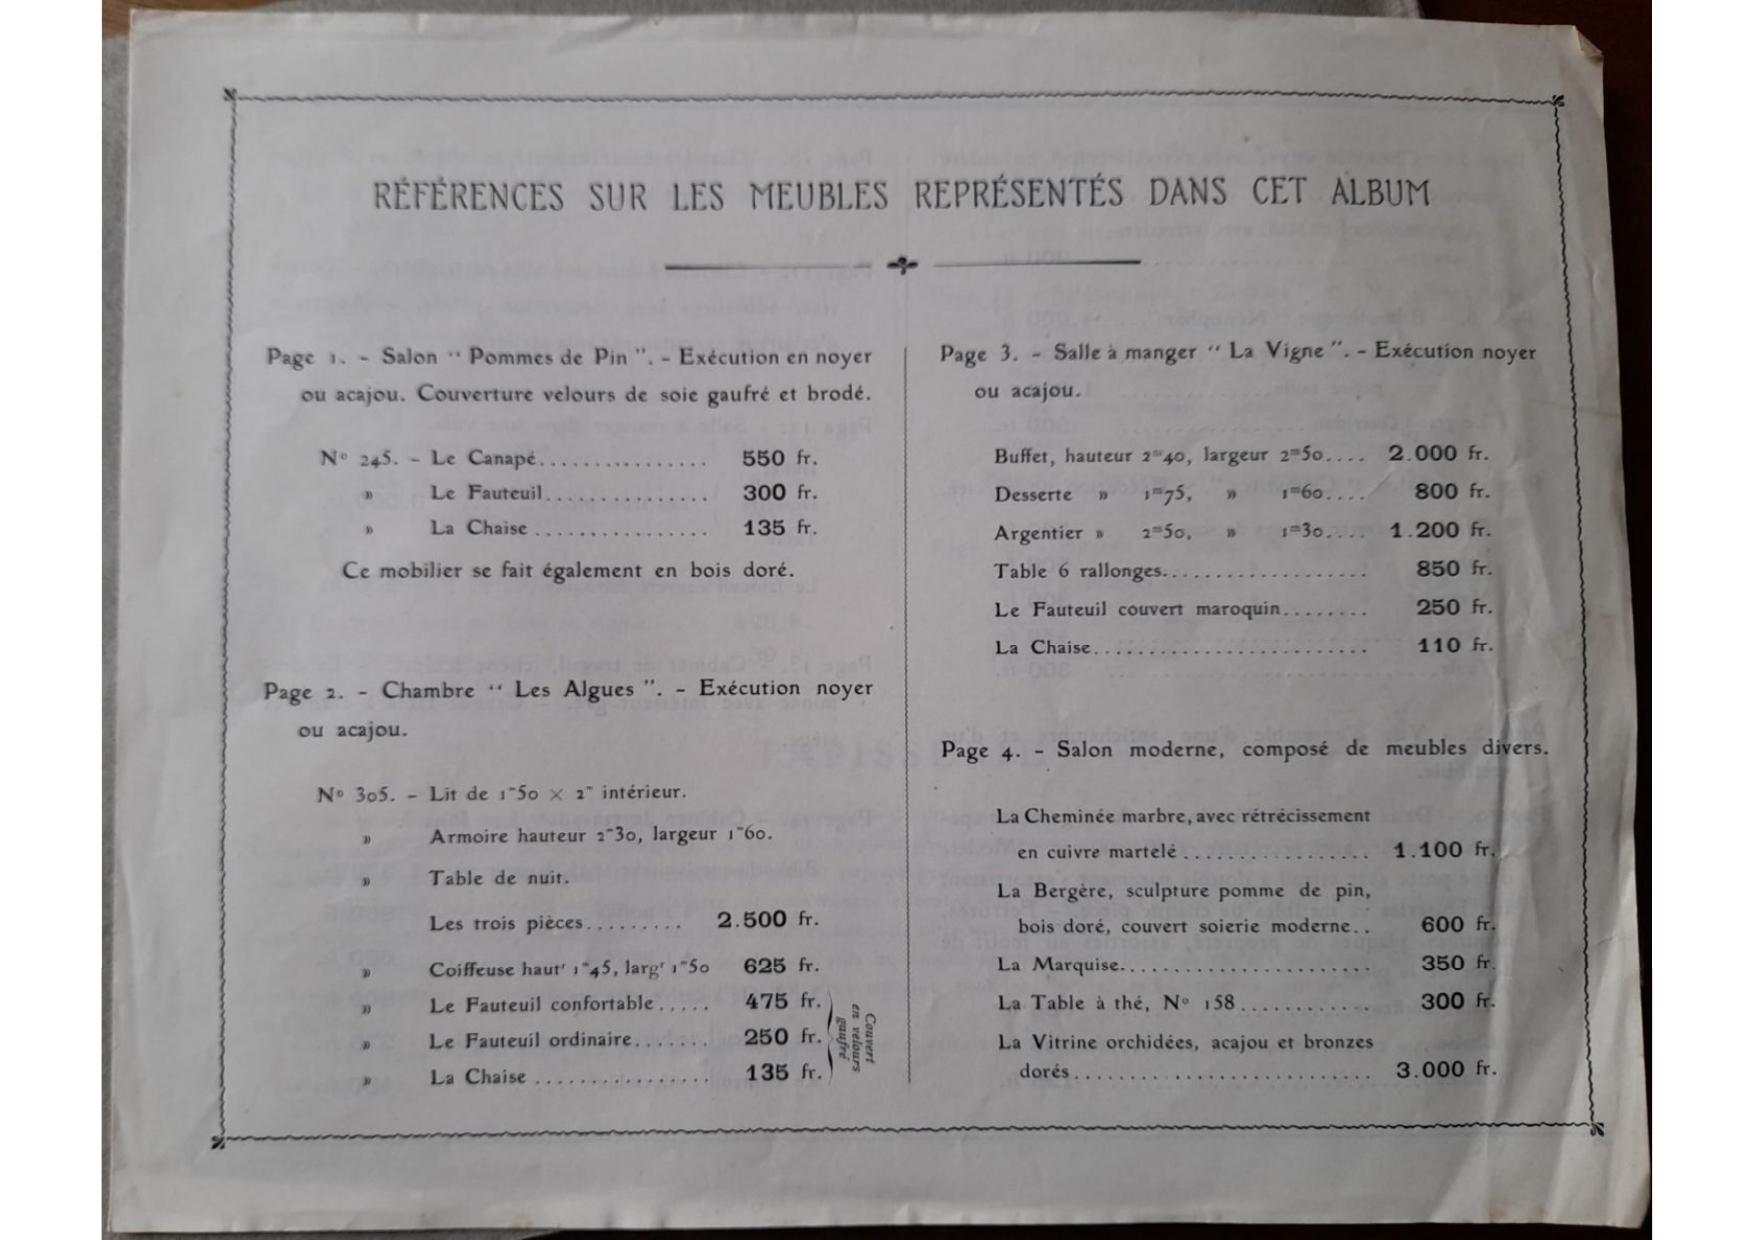 RÉFÉRENCES SUR LES MEUBLES REPRÉSENTÉS DANS CET ALBUM
Page 1. - Salon “ Pommes de Pin ”. - Exécution en noyer
ou acajou. Couverture velours de soie gaufré et brodé.
Nº 245. - Le Canapé................ 550 fr.
» Le Fauteuil............... 300 fr.
» La Chaise................ 135 fr.
Ce mobilier se fait également en bois doré.
Page 2. - Chambre “ Les Algues ”. - Exécution noyer
ou acajou.
Nº 305. - Lit de 1ᵐ50 × 2ᵐ intérieur.
» Armoire hauteur 2ᵐ30, largeur 1ᵐ60.
» Table de nuit.
Les trois pièces......... 2.500 fr.
» Coiffeuse hautʳ 1ᵐ45, largʳ 1ᵐ50 625 fr.
» Le Fauteuil confortable..... 475 fr.
» Le Fauteuil ordinaire....... 250 fr.
» La Chaise................ 135 fr.
Couvert
en velours
gaufré
Page 3. - Salle à manger “ La Vigne ”. - Exécution noyer
ou acajou.
Buffet, hauteur 2ᵐ40, largeur 2ᵐ50.... 2.000 fr.
Desserte » 1ᵐ75, » 1ᵐ60.... 800 fr.
Argentier » 2ᵐ50, » 1ᵐ30.... 1.200 fr.
Table 6 rallonges.................. 850 fr.
Le Fauteuil couvert maroquin........ 250 fr.
La Chaise......................... 110 fr.
Page 4. - Salon moderne, composé de meubles divers.
La Cheminée marbre, avec rétrécissement
en cuivre martelé................. 1.100 fr.
La Bergère, sculpture pomme de pin,
bois doré, couvert soierie moderne.. 600 fr.
La Marquise....................... 350 fr.
La Table à thé, Nº 158............ 300 fr.
La Vitrine orchidées, acajou et bronzes
dorés............................ 3.000 fr.